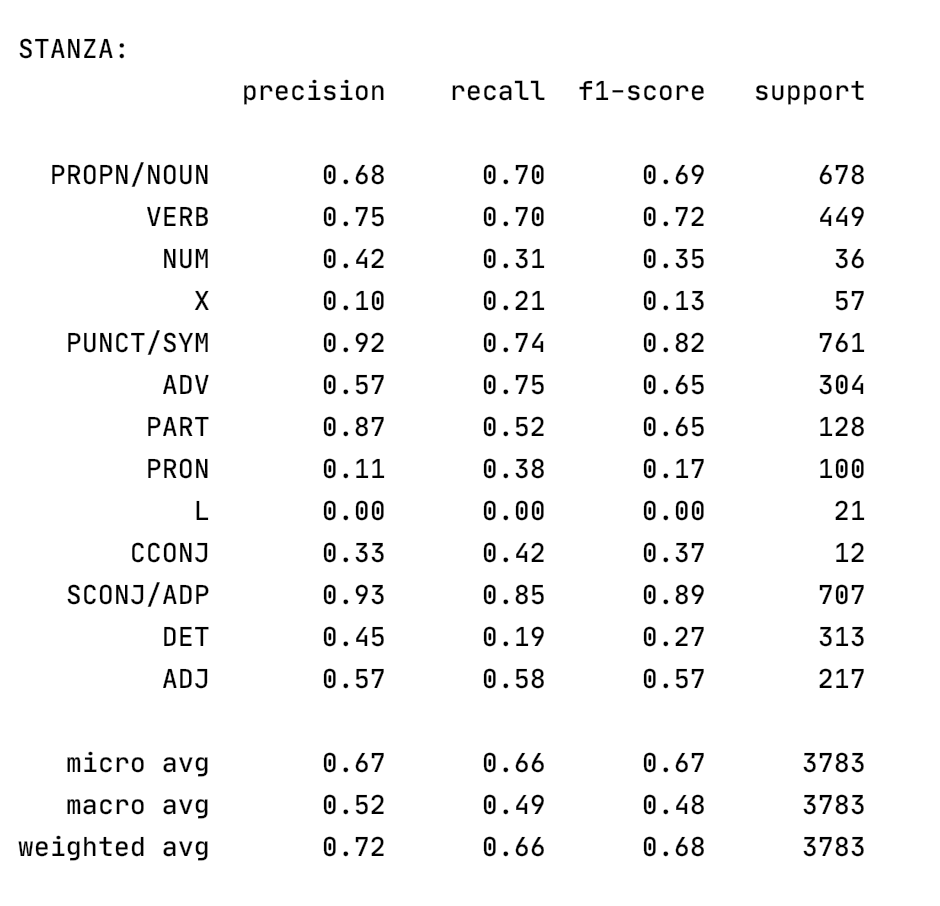 STANZA:
precision recall f1-score support
PROPN/NOUN 0.68 0.70 0.69 678
VERB 0.75 0.70 0.72 449
NUM 0.42 0.31 0.35 36
X 0.10 0.21 0.13 57
PUNCT/SYM 0.92 0.74 0.82 761
ADV 0.57 0.75 0.65 304
PART 0.87 0.52 0.65 128
PRON 0.11 0.38 0.17 100
L 0.00 0.00 0.00 21
CCONJ 0.33 0.42 0.37 12
SCONJ/ADP 0.93 0.85 0.89 707
DET 0.45 0.19 0.27 313
ADJ 0.57 0.58 0.57 217
micro avg 0.67 0.66 0.67 3783
macro avg 0.52 0.49 0.48 3783
weighted avg 0.72 0.66 0.68 3783